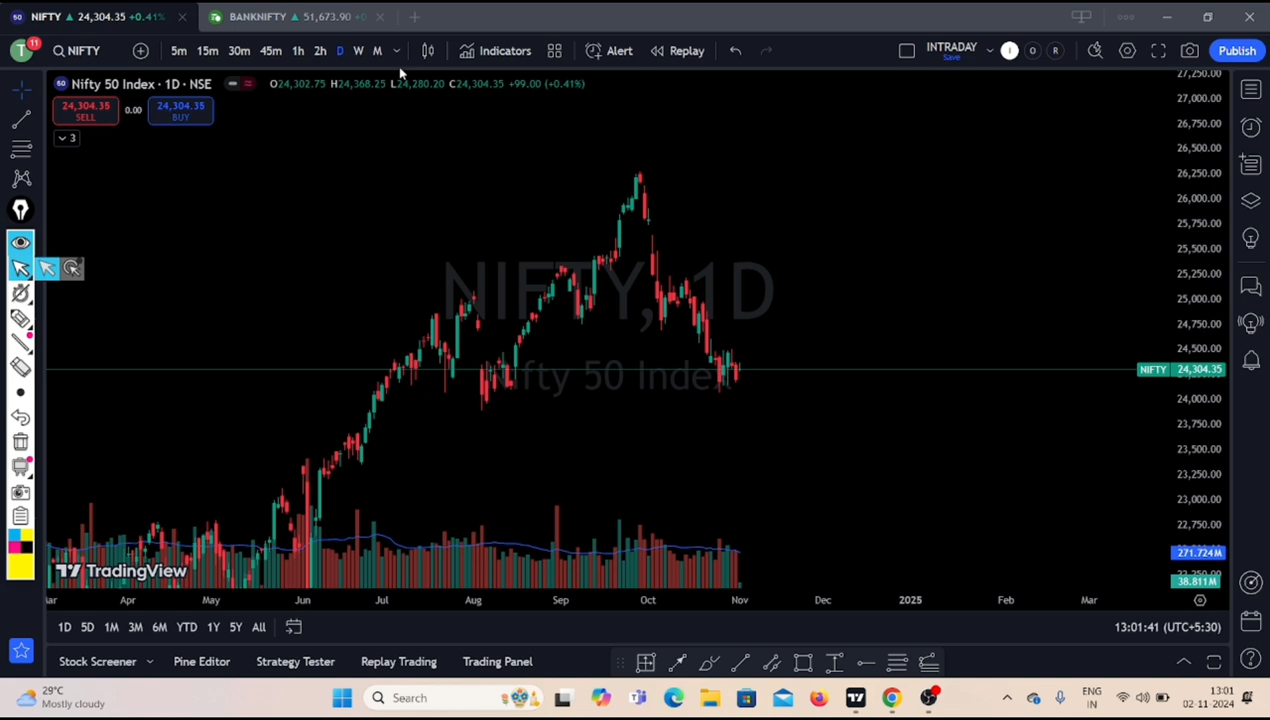 50 NIFTY ▲ 24,304.35 +0.41%
BANKNIFTY ▲ 51,673.90 +0
T 11 NIFTY 5m 15m 30m 45m 1h 2h D W M Indicators Alert Replay INTRADAY Save I O R Publish
50 Nifty 50 Index · 1D · NSE O24,302.75 H24,368.25 L24,280.20 C24,304.35 +99.00 (+0.41%)
24,304.35 SELL 0.00 24,304.35 BUY
3
NIFTY, 1D
Nifty 50 Index
27,250.00
27,000.00
26,750.00
26,500.00
26,250.00
26,000.00
25,750.00
25,500.00
25,250.00
25,000.00
24,750.00
24,500.00
NIFTY 24,304.35
24,000.00
23,750.00
23,500.00
23,250.00
23,000.00
22,750.00
271.724M
38.811M
TradingView
Apr May Jun Jul Aug Sep Oct Nov Dec 2025 Feb Mar
1D 5D 1M 3M 6M YTD 1Y 5Y All 13:01:41 (UTC+5:30)
Stock Screener Pine Editor Strategy Tester Replay Trading Trading Panel
29°C
Mostly cloudy
Search
ENG
IN
13:01
02-11-2024